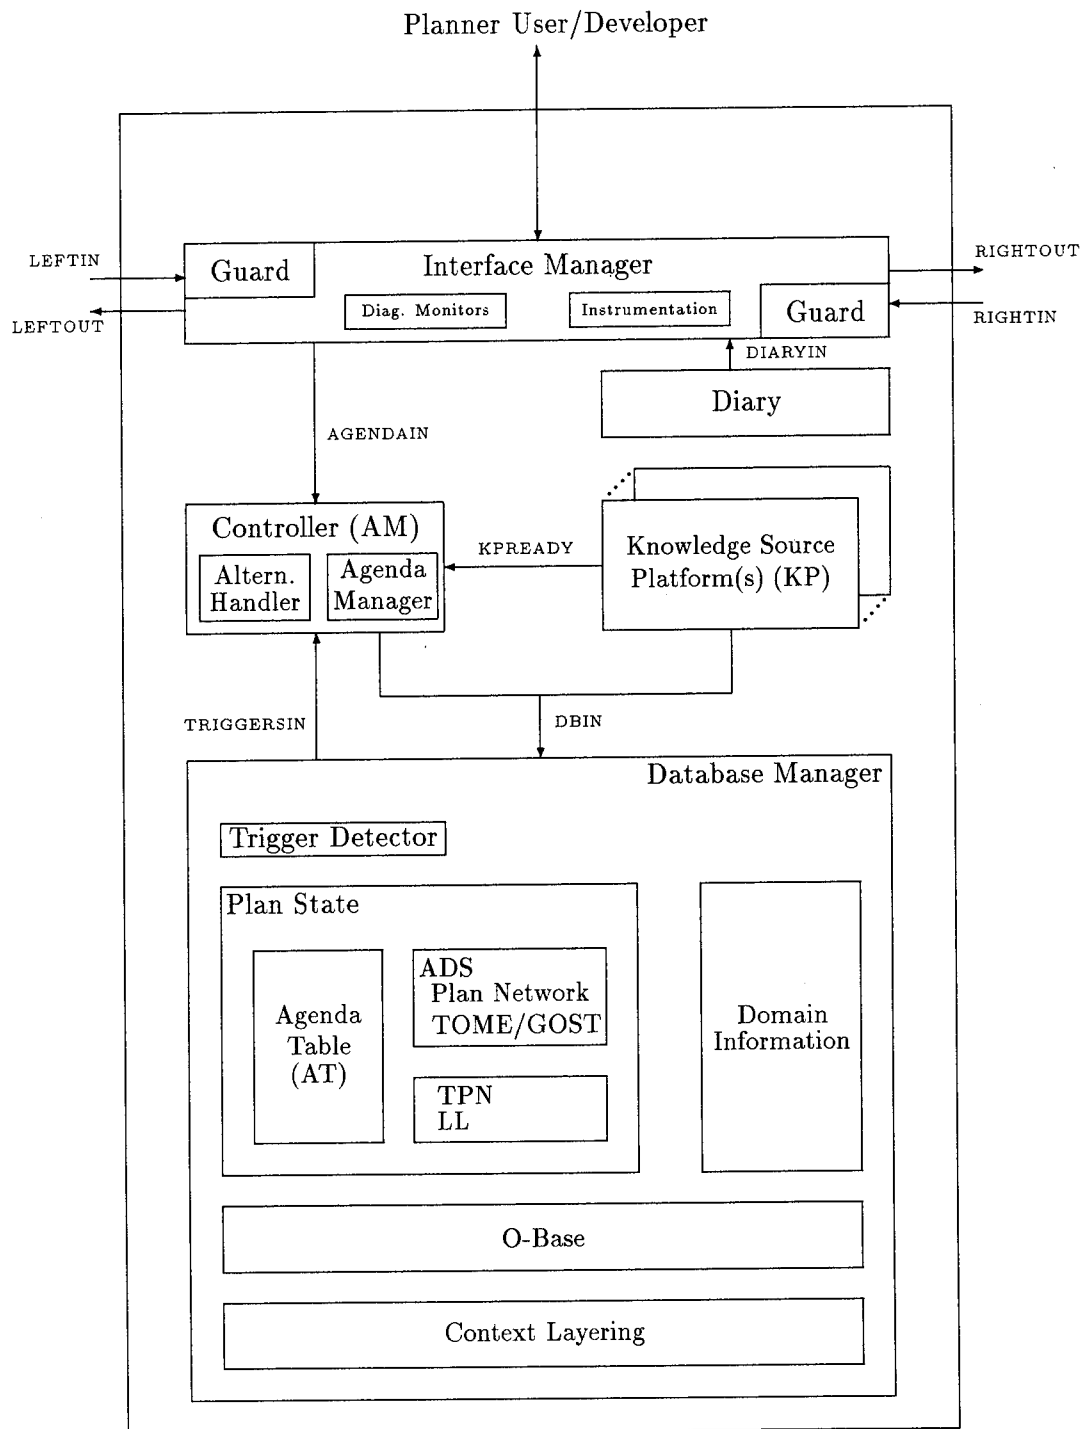 Planner User/Developer
LEFTIN
Guard
Interface Manager
RIGHTOUT
LEFTOUT
Diag. Monitors
Instrumentation
Guard
RIGHTIN
DIARYIN
Diary
AGENDAIN
Controller (AM)
Altern.
Handler
Agenda
Manager
KPREADY
Knowledge Source
Platform(s) (KP)
TRIGGERSIN
DBIN
Database Manager
Trigger Detector
Plan State
Agenda
Table
(AT)
ADS
Plan Network
TOME/GOST
TPN
LL
Domain
Information
O-Base
Context Layering